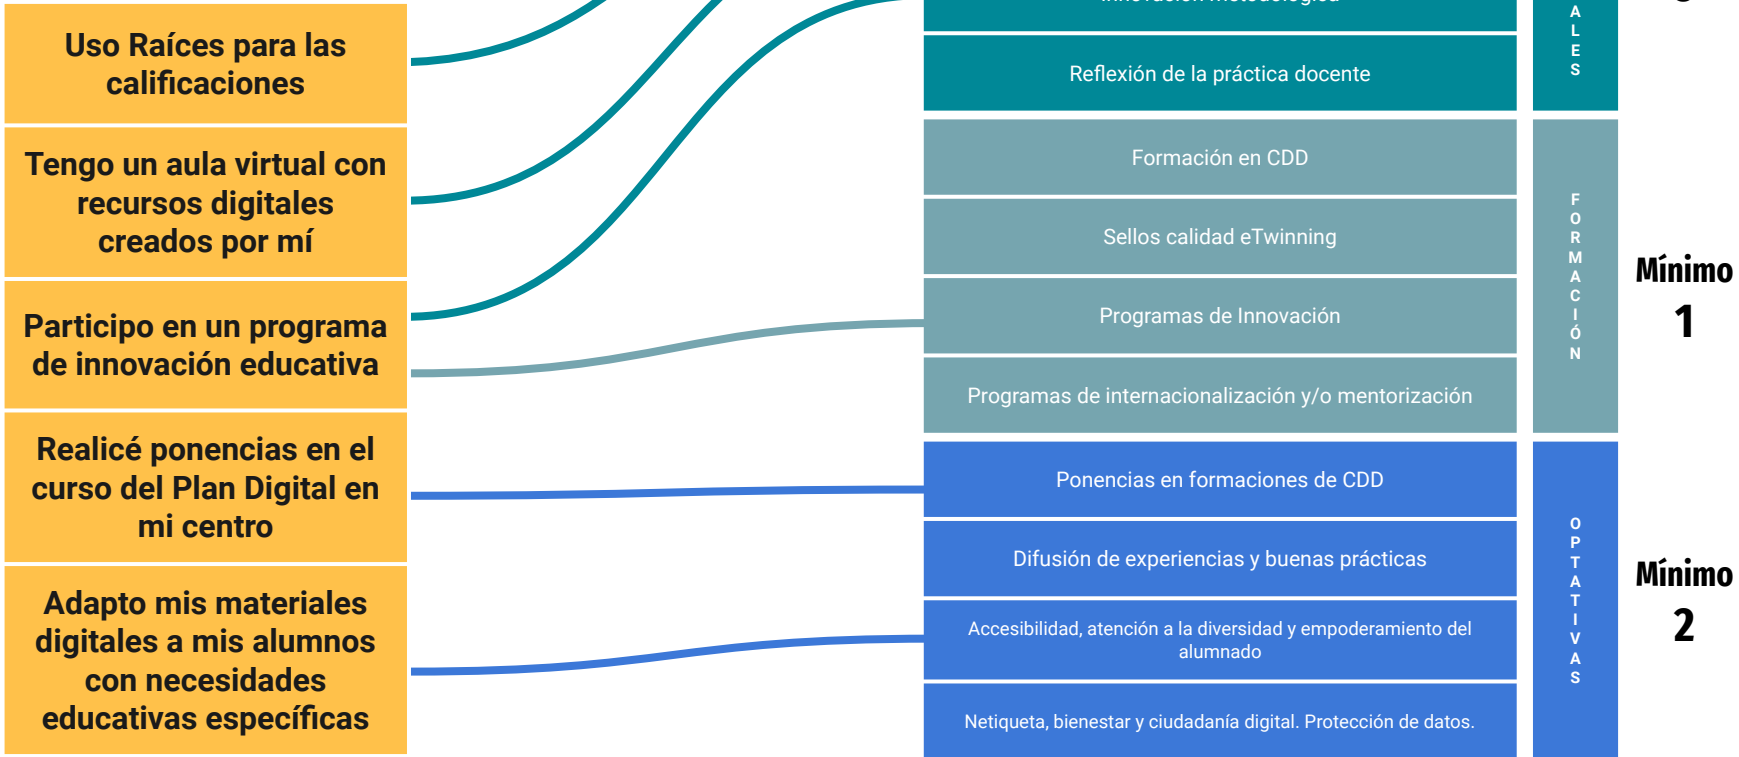 Uso Raíces para las
calificaciones
Tengo un aula virtual con
recursos digitales
creados por mí
Participo en un programa
de innovación educativa
Realicé ponencias en el
curso del Plan Digital en
mi centro
Adapto mis materiales
digitales a mis alumnos
con necesidades
educativas específicas
Reflexión de la práctica docente
ALES
Formación en CDD
Sellos calidad eTwinning
Programas de Innovación
Programas de internacionalización y/o mentorización
FORMACIÓN
Mínimo
1
Ponencias en formaciones de CDD
Difusión de experiencias y buenas prácticas
Accesibilidad, atención a la diversidad y empoderamiento del
alumnado
Netiqueta, bienestar y ciudadanía digital. Protección de datos.
OPTATIVAS
Mínimo
2